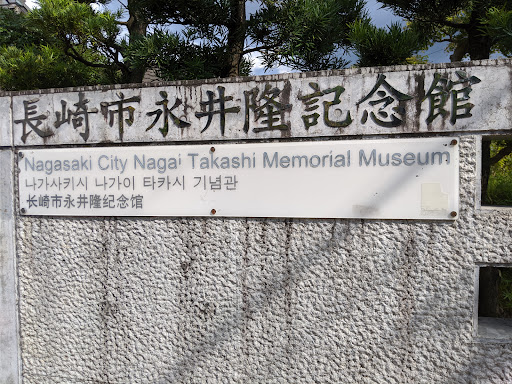 長崎市永井隆記念館
Nagasaki City Nagai Takashi Memorial Museum
나가사키시 나가이 타카시 기념관
长崎市永井隆纪念馆